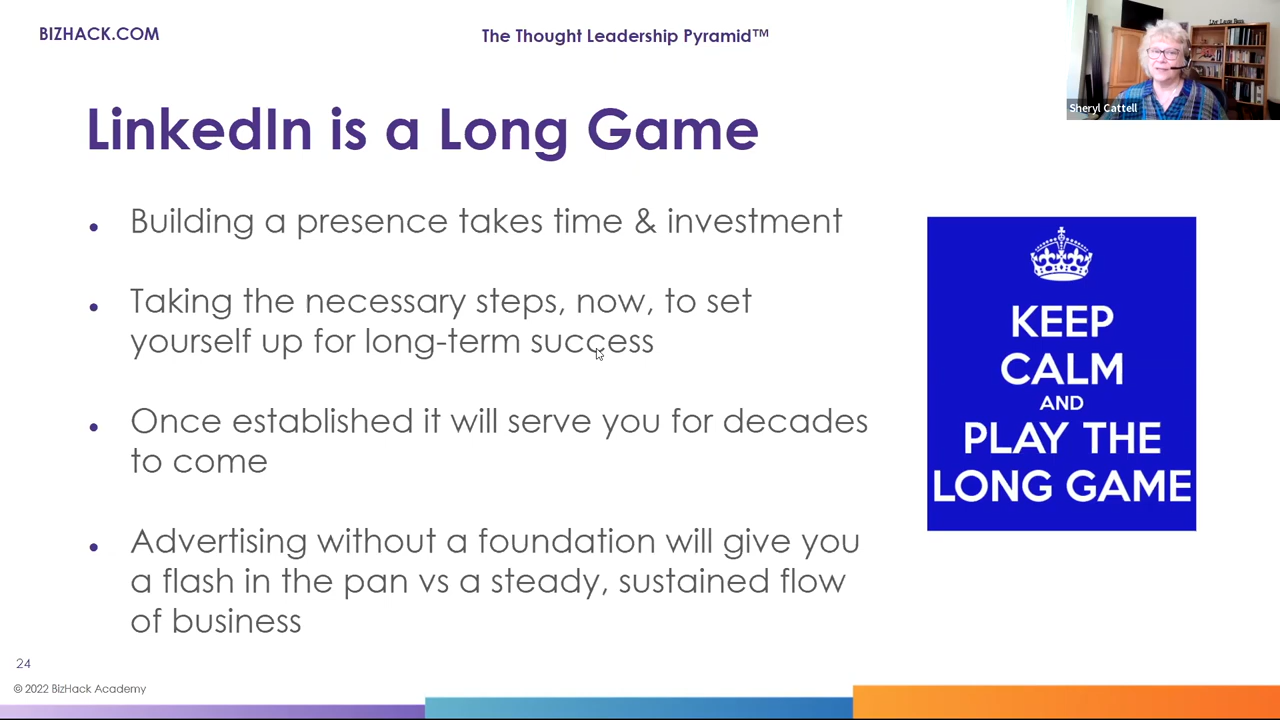 BIZHACK.COM
The Thought Leadership Pyramid™
Sheryl Cattell
LinkedIn is a Long Game
• Building a presence takes time & investment
• Taking the necessary steps, now, to set
yourself up for long-term success
• Once established it will serve you for decades
to come
• Advertising without a foundation will give you
a flash in the pan vs a steady, sustained flow
of business
KEEP
CALM
AND
PLAY THE
LONG GAME
24
© 2022 BizHack Academy